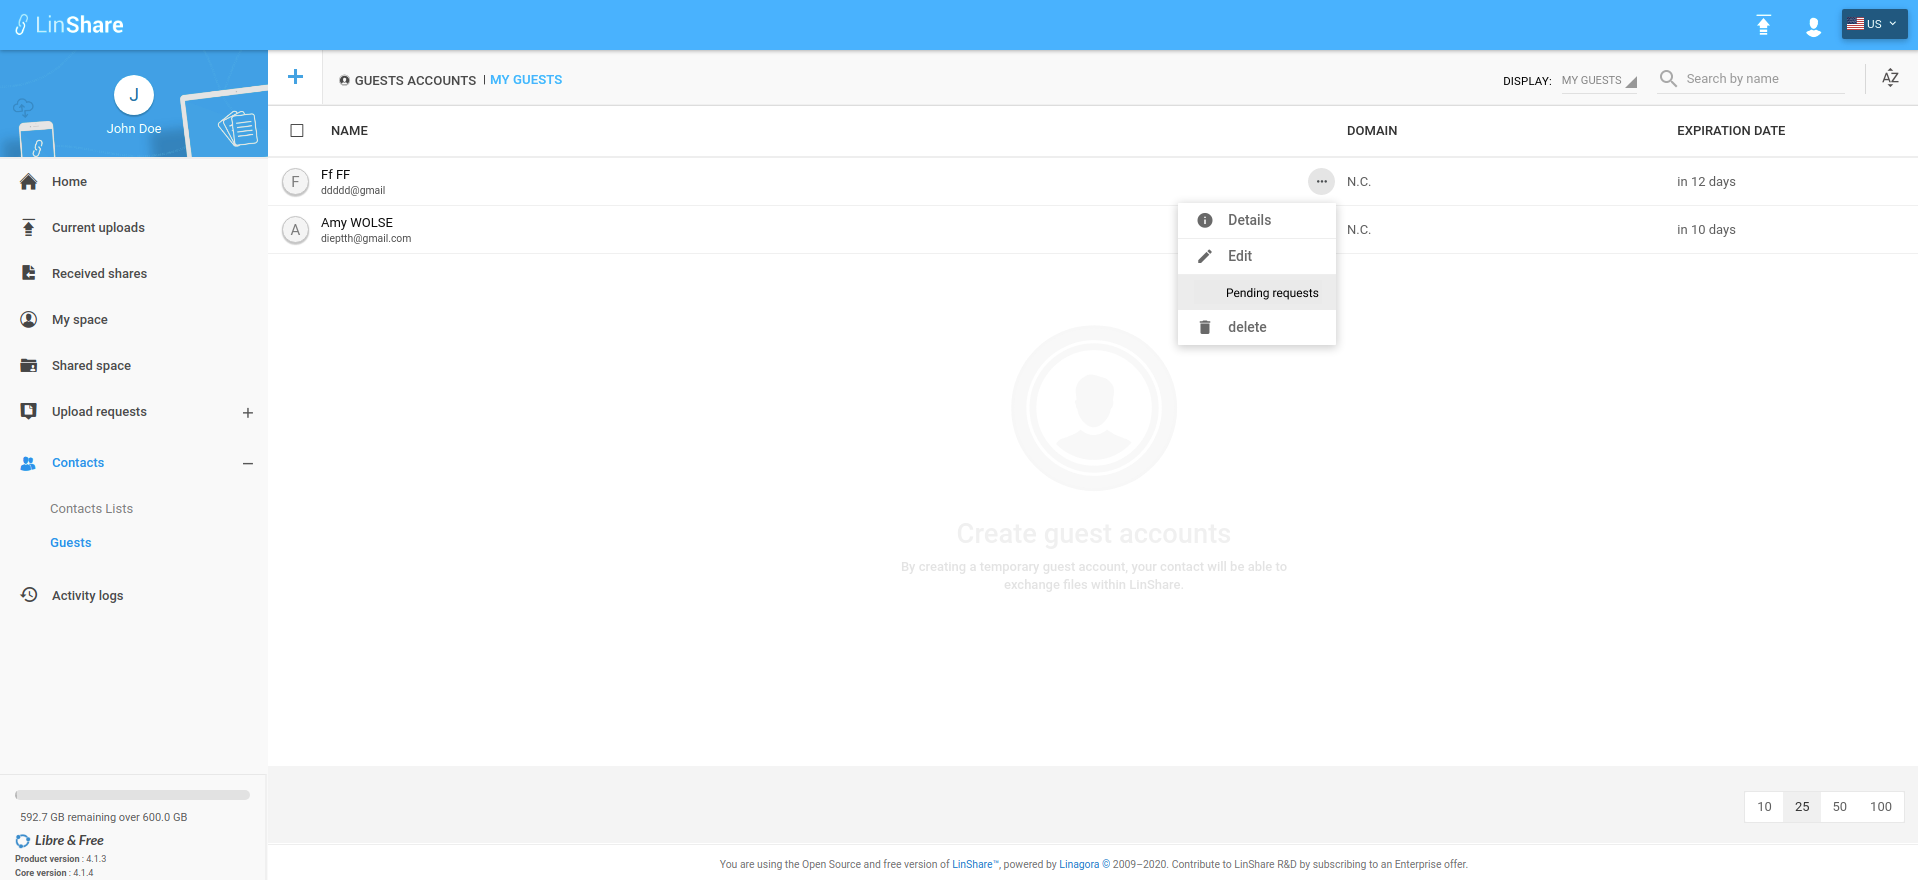 LinShare
US
J
John Doe
GUESTS ACCOUNTS | MY GUESTS
DISPLAY: MY GUESTS
Search by name
AZ
NAME
DOMAIN
EXPIRATION DATE
F
Ff FF
ddddd@gmail
N.C.
in 12 days
A
Amy WOLSE
dieptth@gmail.com
N.C.
in 10 days
Details
Edit
Pending requests
delete
Home
Current uploads
Received shares
My space
Shared space
Upload requests +
Contacts −
Contacts Lists
Guests
Activity logs
Create guest accounts
By creating a temporary guest account, your contact will be able to
exchange files within LinShare.
592.7 GB remaining over 600.0 GB
Libre & Free
Product version : 4.1.3
Core version : 4.1.4
10 25 50 100
You are using the Open Source and free version of LinShare™, powered by Linagora © 2009–2020. Contribute to LinShare R&D by subscribing to an Enterprise offer.